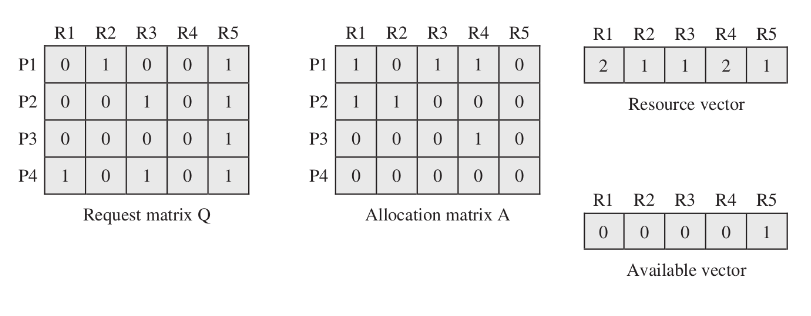 R1 R2 R3 R4 R5
P1 0 1 0 0 1
P2 0 0 1 0 1
P3 0 0 0 0 1
P4 1 0 1 0 1
Request matrix Q
R1 R2 R3 R4 R5
P1 1 0 1 1 0
P2 1 1 0 0 0
P3 0 0 0 1 0
P4 0 0 0 0 0
Allocation matrix A
R1 R2 R3 R4 R5
2 1 1 2 1
Resource vector
R1 R2 R3 R4 R5
0 0 0 0 1
Available vector